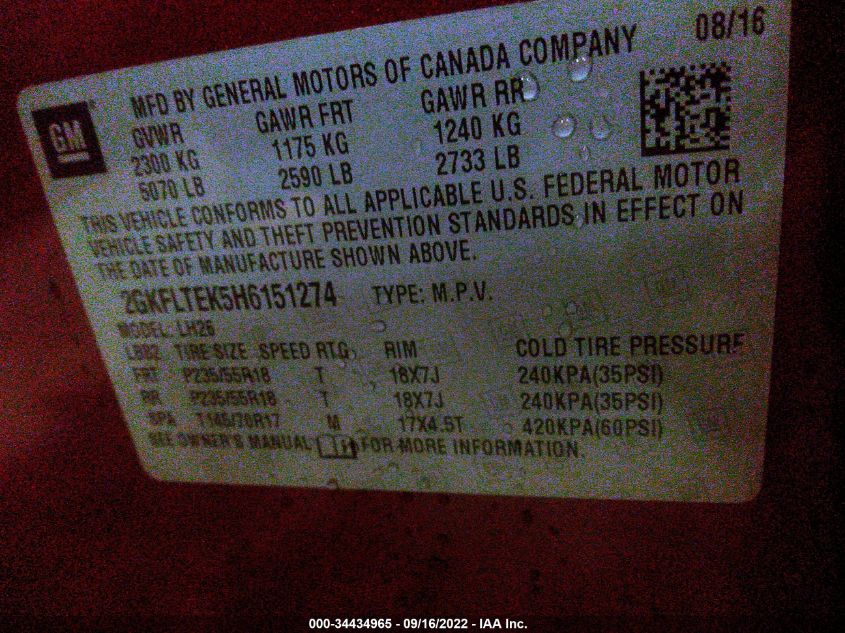 08/16
MFD BY GENERAL MOTORS OF CANADA COMPANY
GM
GVWR GAWR FRT GAWR RR
2300 KG 1175 KG 1240 KG
5070 LB 2590 LB 2733 LB
THIS VEHICLE CONFORMS TO ALL APPLICABLE U.S. FEDERAL MOTOR
VEHICLE SAFETY AND THEFT PREVENTION STANDARDS IN EFFECT ON
THE DATE OF MANUFACTURE SHOWN ABOVE.
2GKFLTEK5H6151274 TYPE: M.P.V.
MODEL: LH26
LBB2 TIRE SIZE SPEED RTG RIM COLD TIRE PRESSURE
FRT P235/55R18 T 18X7J 240KPA(35PSI)
RR P235/55R18 T 18X7J 240KPA(35PSI)
SPA T145/70R17 M 17X4.5T 420KPA(60PSI)
SEE OWNER'S MANUAL FOR MORE INFORMATION.
000-34434965 - 09/16/2022 - IAA Inc.